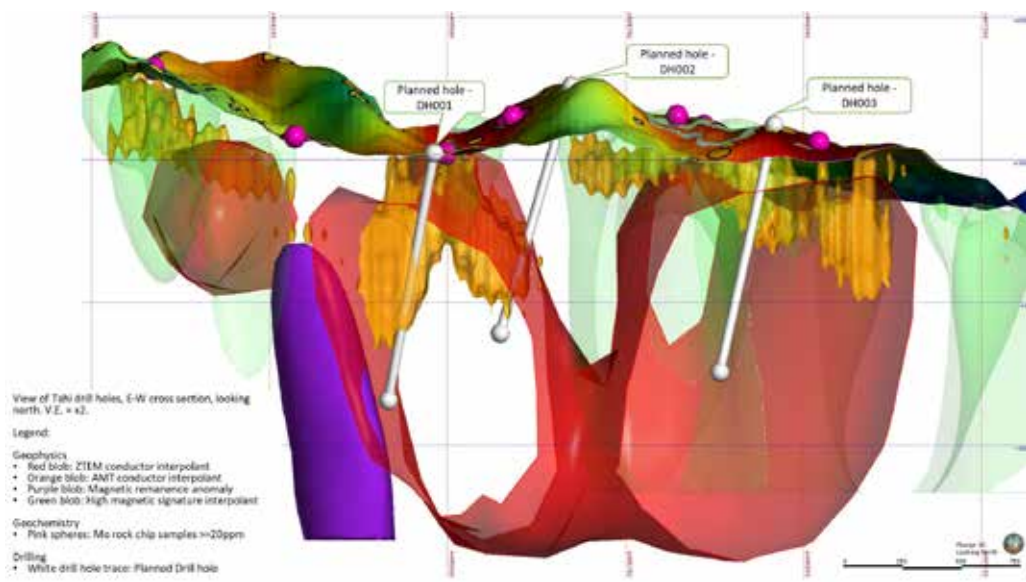 Planned hole -
DH001
Planned hole -
DH002
Planned hole -
DH003
View of Tahi drill holes, E-W cross section, looking
north. V.E. = x2.
Legend:
Geophysics
• Red blob: ZTEM conductor interpolant
• Orange blob: AMT conductor interpolant
• Purple blob: Magnetic remanence anomaly
• Green blob: High magnetic signature interpolant
Geochemistry
• Pink spheres: Mo rock chip samples >=20ppm
Drilling
• White drill hole trace: Planned Drill hole
Looking North